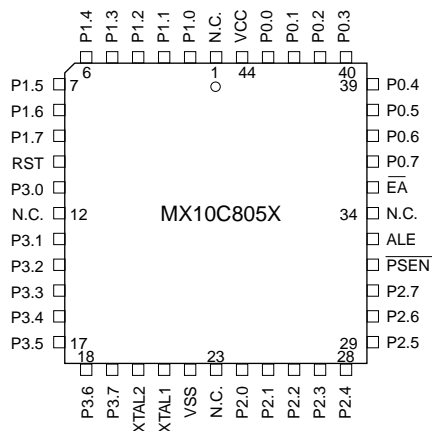 P1.4 P1.3 P1.2 P1.1 P1.0 N.C. VCC P0.0 P0.1 P0.2 P0.3
6 1 44 40
P1.5 7 39 P0.4
P1.6 P0.5
P1.7 P0.6
RST P0.7
P3.0 EA
N.C. 12 MX10C805X 34 N.C.
P3.1 ALE
P3.2 PSEN
P3.3 P2.7
P3.4 P2.6
P3.5 17 29 P2.5
18 23 28
P3.6 P3.7 XTAL2 XTAL1 VSS N.C. P2.0 P2.1 P2.2 P2.3 P2.4